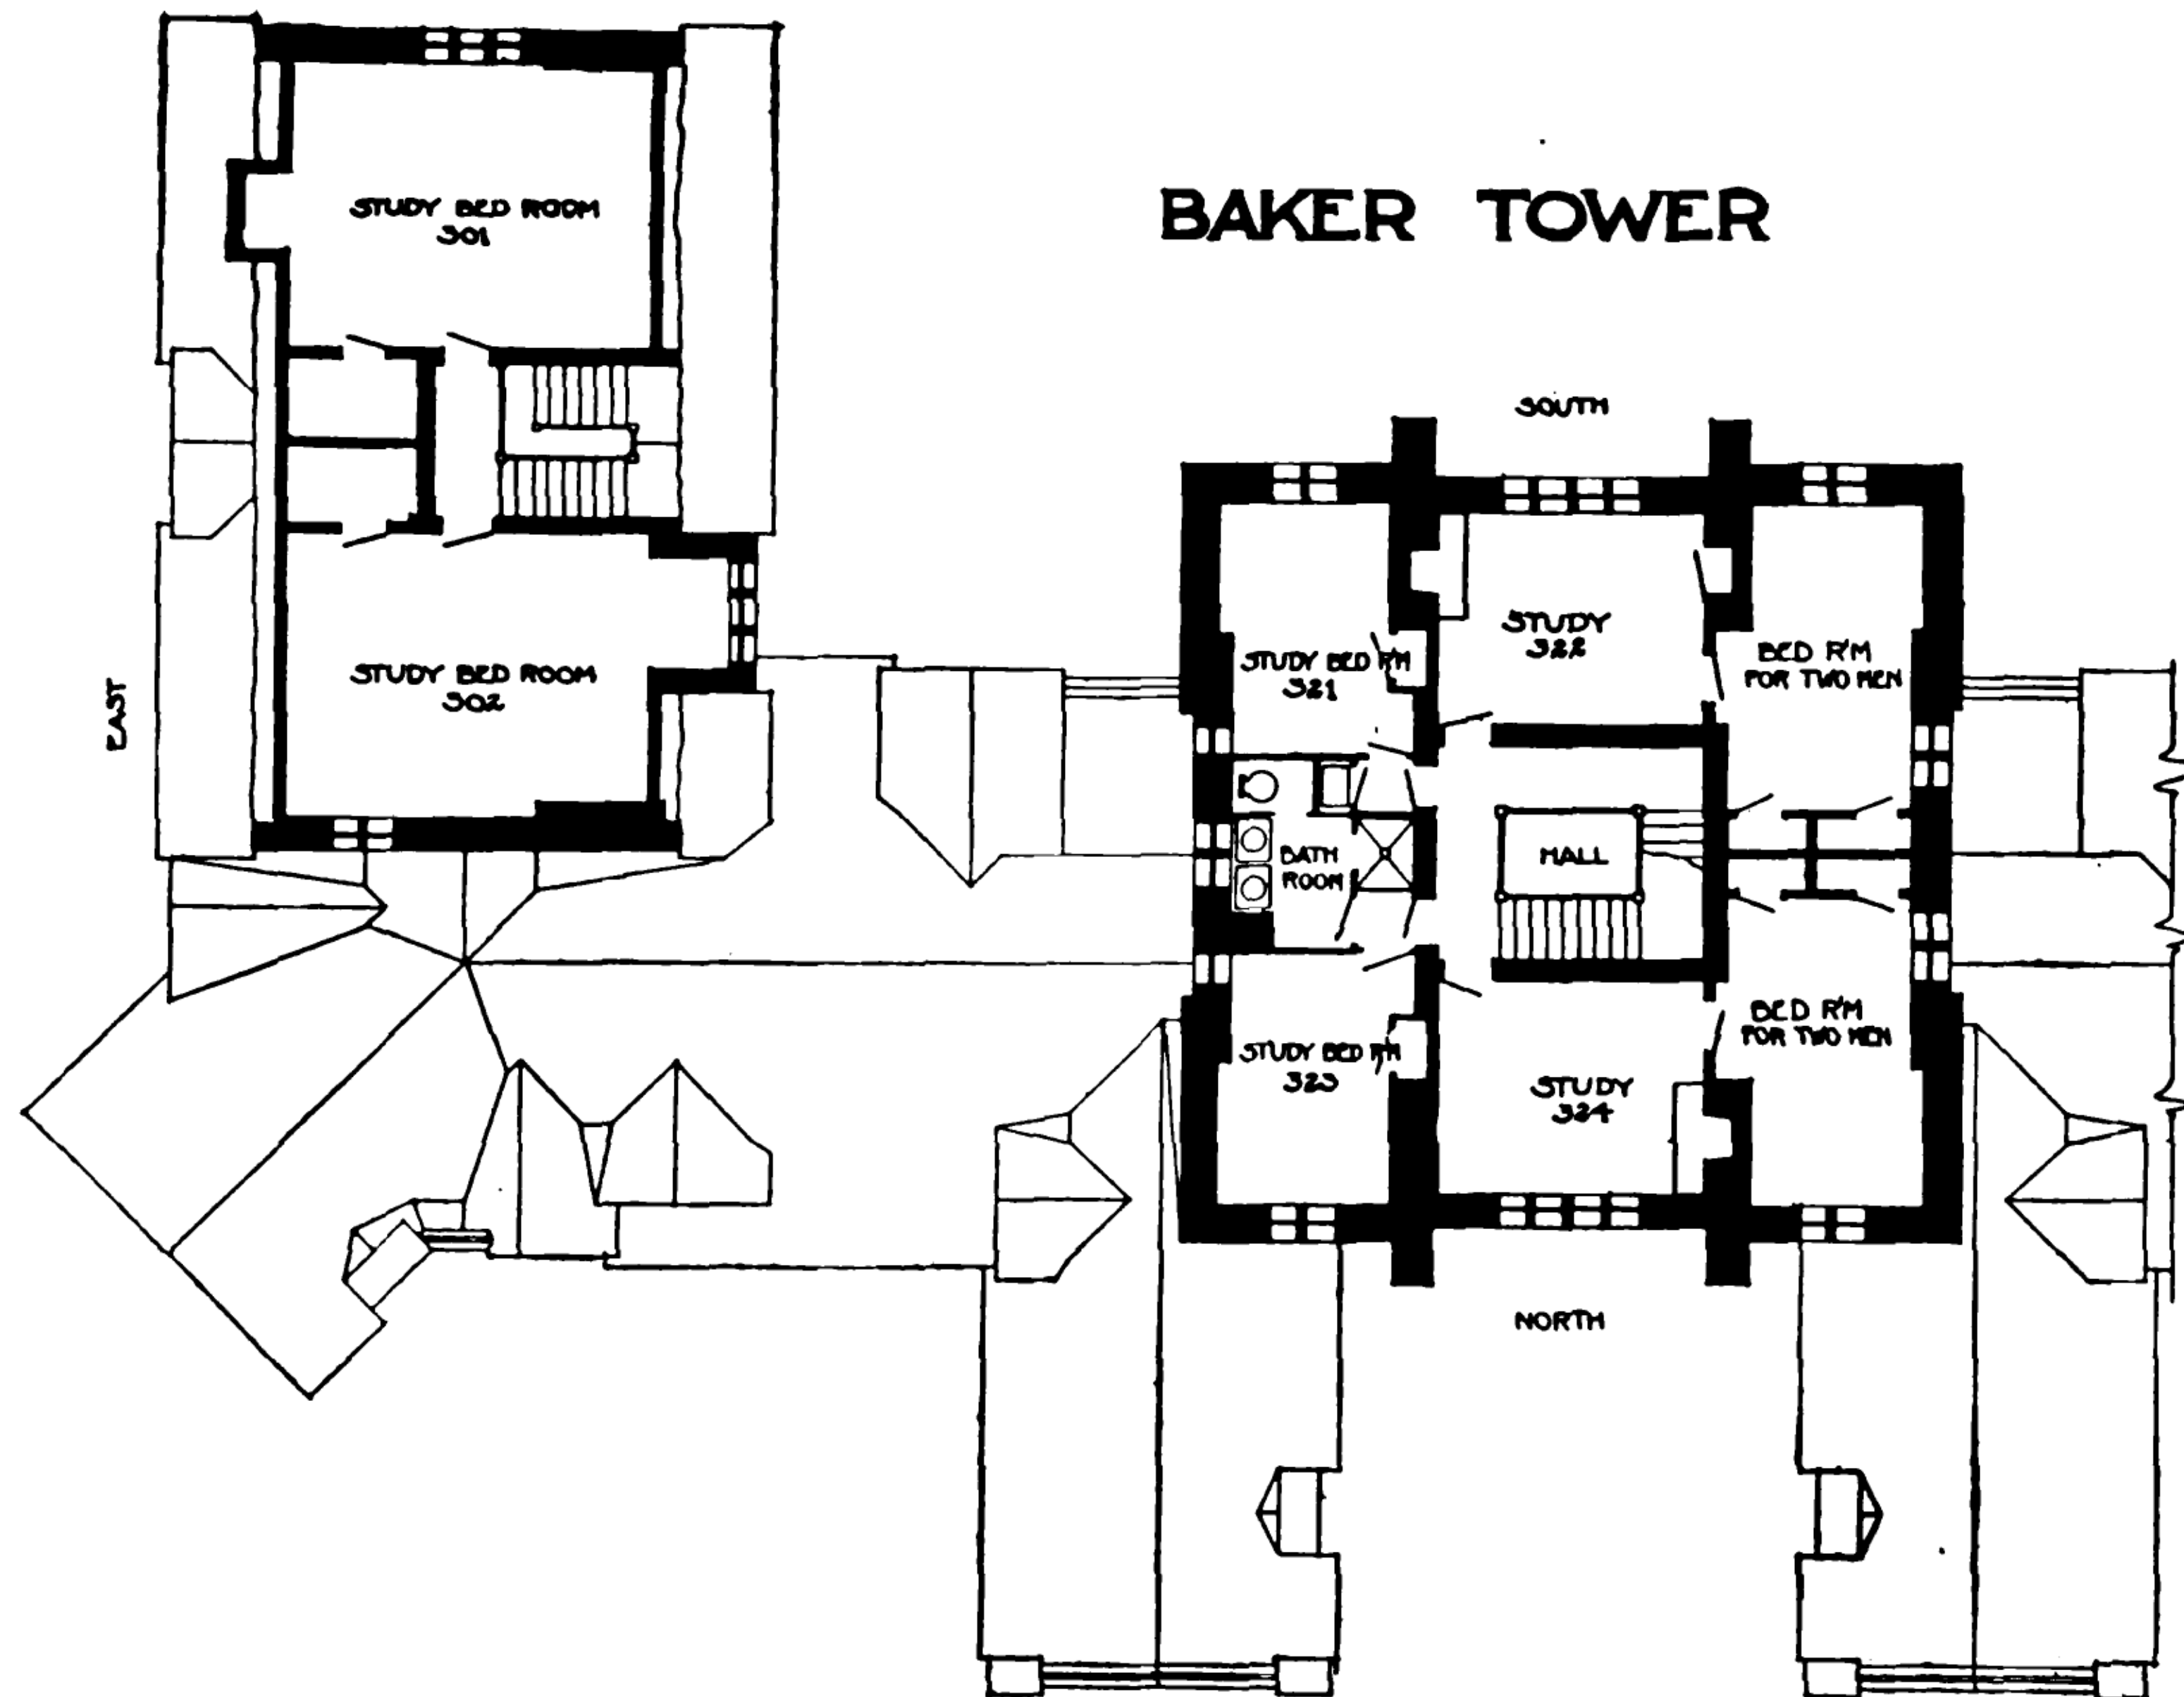 BAKER TOWER
STUDY BED ROOM
301
SOUTH
STUDY BED ROOM
302
EAST
STUDY BED R'M
321
STUDY
322
BED R'M
FOR TWO MEN
BATH
ROOM
HALL
STUDY BED R'M
323
STUDY
324
BED R'M
FOR TWO MEN
NORTH